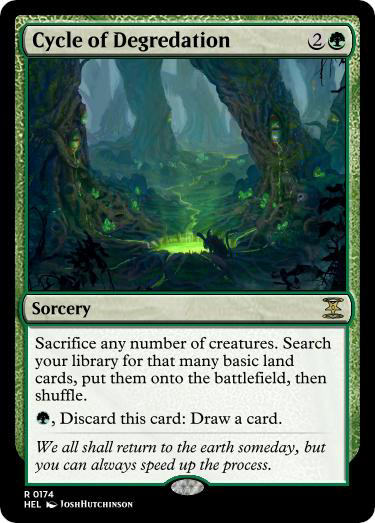 Cycle of Degredation 2
Sorcery
Sacrifice any number of creatures. Search
your library for that many basic land
cards, put them onto the battlefield, then
shuffle.
, Discard this card: Draw a card.
We all shall return to the earth someday, but
you can always speed up the process.
R 0174
HEL JoshHutchinson